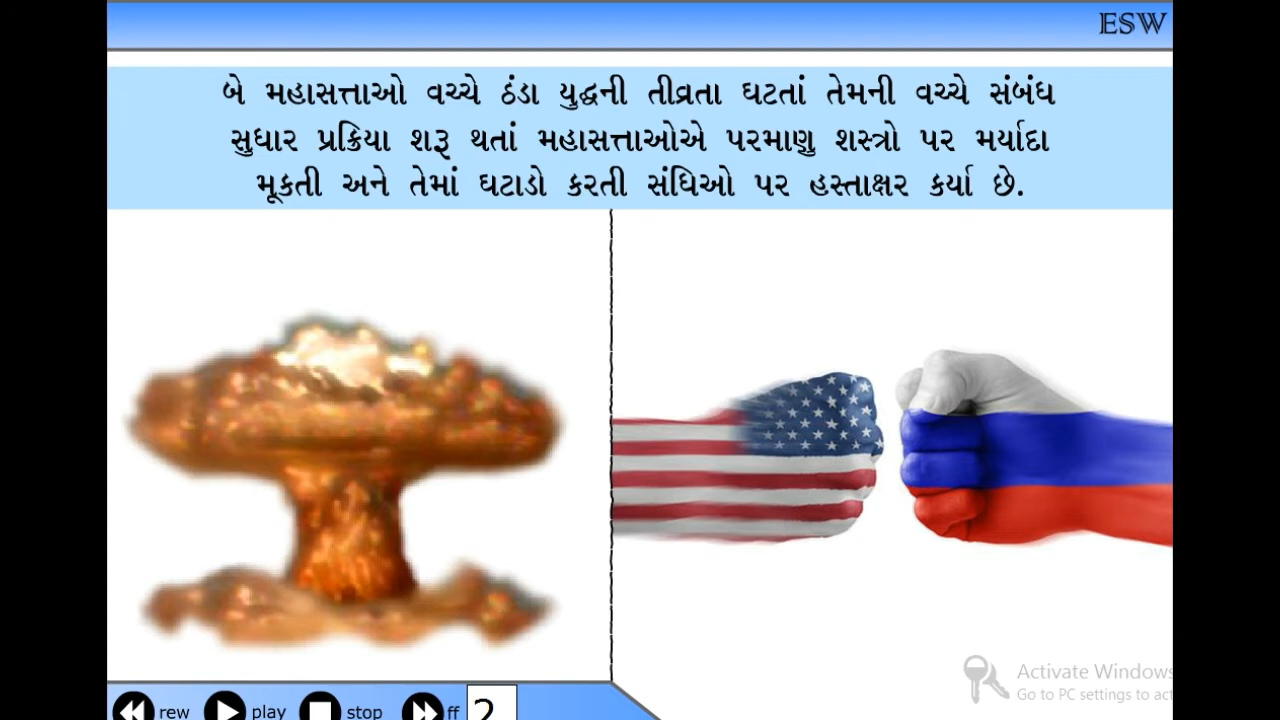 ESW
બે મહાસત્તાઓ વચ્ચે ઠંડા યુદ્ધની તીવ્રતા ઘટતાં તેમની વચ્ચે સંબંધ
સુધાર પ્રક્રિયા શરૂ થતાં મહાસત્તાઓએ પરમાણુ શસ્ત્રો પર મર્યાદા
મૂકતી અને તેમાં ઘટાડો કરતી સંધિઓ પર હસ્તાક્ષર કર્યા છે.
Activate Windows
Go to PC settings to act
rew play stop ff 2